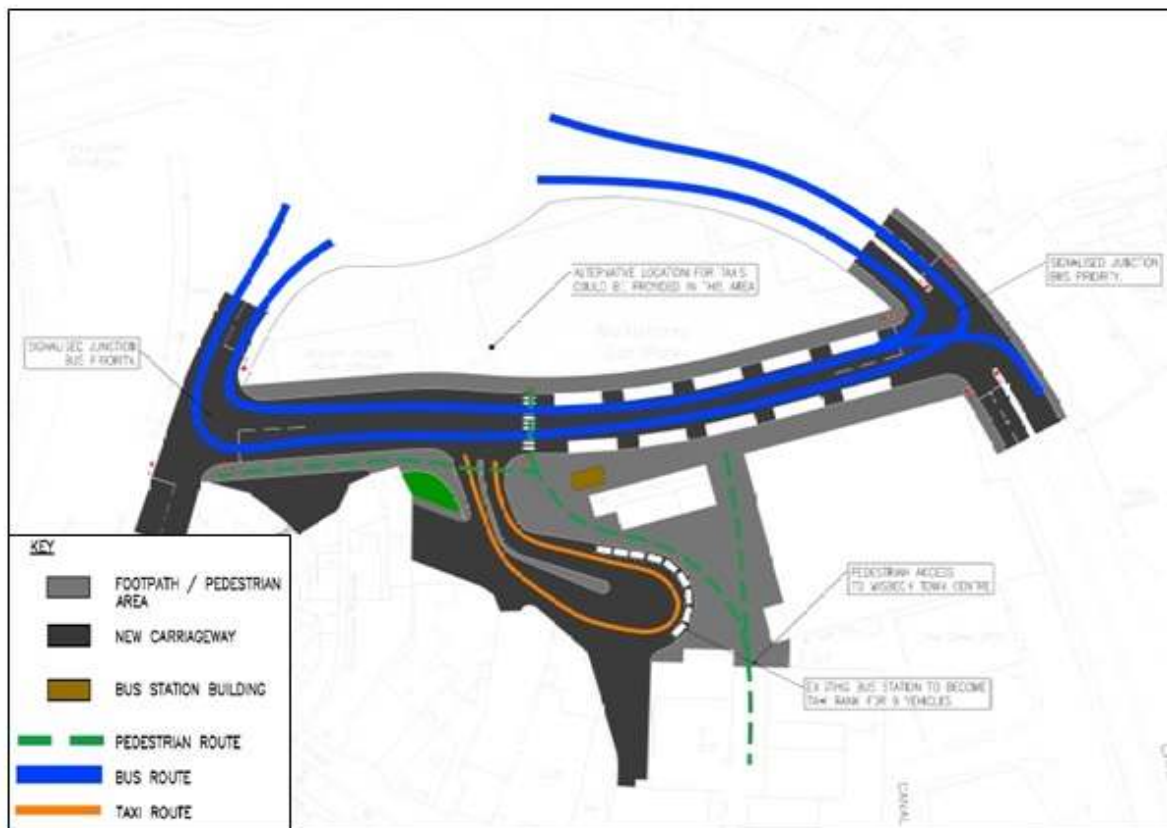 ALTERNATIVE LOCATION FOR TAXIS
COULD BE PROVIDED IN THIS AREA
SIGNALISED JUNCTION
BUS PRIORITY.
SIGNALISED JUNCTION
BUS PRIORITY.
PEDESTRIAN ACCESS
TO WISBECH TOWN CENTRE
EXISTING BUS STATION TO BECOME
TAXI RANK FOR VEHICLES
CANAL
KEY
FOOTPATH / PEDESTRIAN
AREA
NEW CARRIAGEWAY
BUS STATION BUILDING
PEDESTRIAN ROUTE
BUS ROUTE
TAXI ROUTE